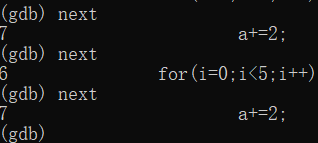 (gdb) next
7 a+=2;
(gdb) next
6 for(i=0;i<5;i++)
(gdb) next
7 a+=2;
(gdb)